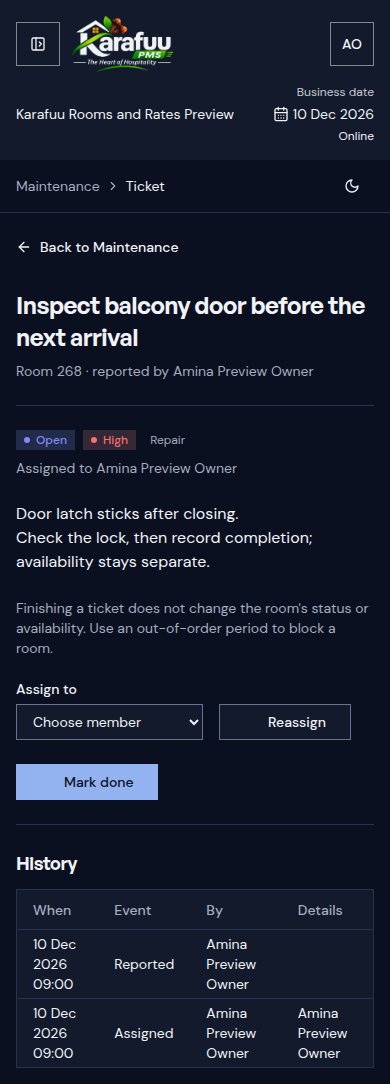 Karafuu
PMS
The Heart of Hospitality
AO
Business date
Karafuu Rooms and Rates Preview
10 Dec 2026
Online
Maintenance > Ticket
← Back to Maintenance
Inspect balcony door before the
next arrival
Room 268 · reported by Amina Preview Owner
Open High Repair
Assigned to Amina Preview Owner
Door latch sticks after closing.
Check the lock, then record completion;
availability stays separate.
Finishing a ticket does not change the room's status or
availability. Use an out-of-order period to block a
room.
Assign to
Choose member
Reassign
Mark done
History
When Event By Details
10 Dec
2026
09:00
Reported
Amina
Preview
Owner
10 Dec
2026
09:00
Assigned
Amina
Preview
Owner
Amina
Preview
Owner